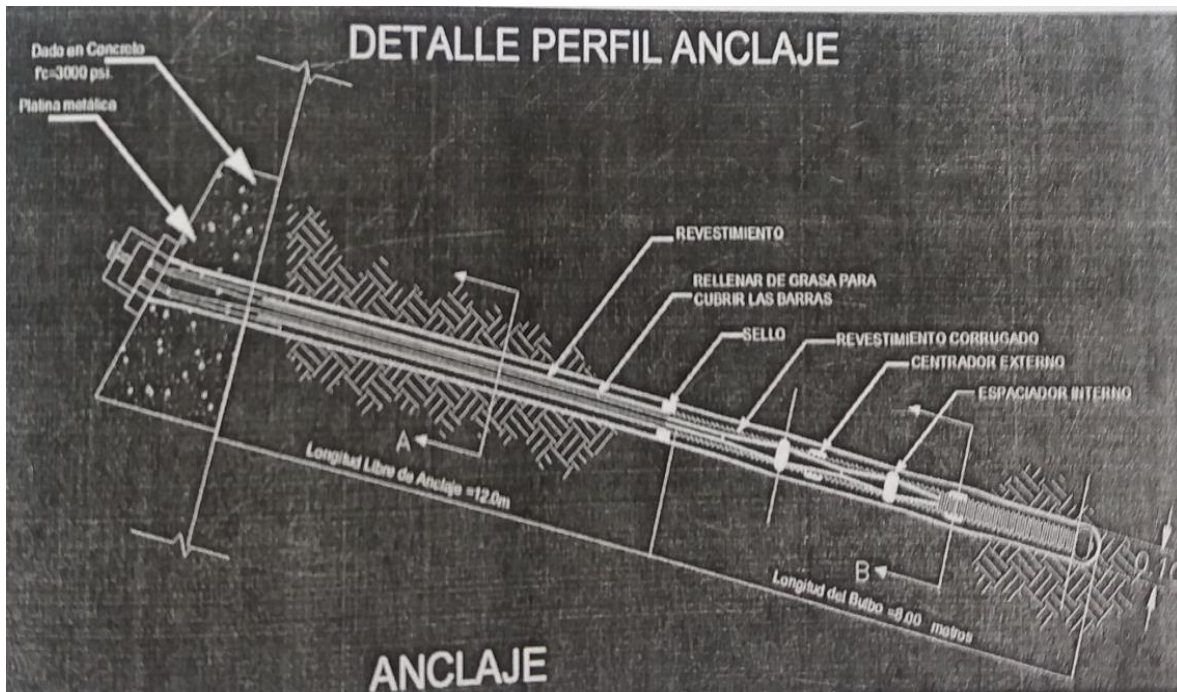 DETALLE PERFIL ANCLAJE
Dado en Concreto
f'c=3000 psi.
Platina metálica
REVESTIMIENTO
RELLENAR DE GRASA PARA
CUBRIR LAS BARRAS
SELLO
REVESTIMIENTO CORRUGADO
CENTRADOR EXTERNO
ESPACIADOR INTERNO
A
Longitud Libre de Anclaje =12.0m
B
Longitud del Bulbo =8.00 metros
ANCLAJE